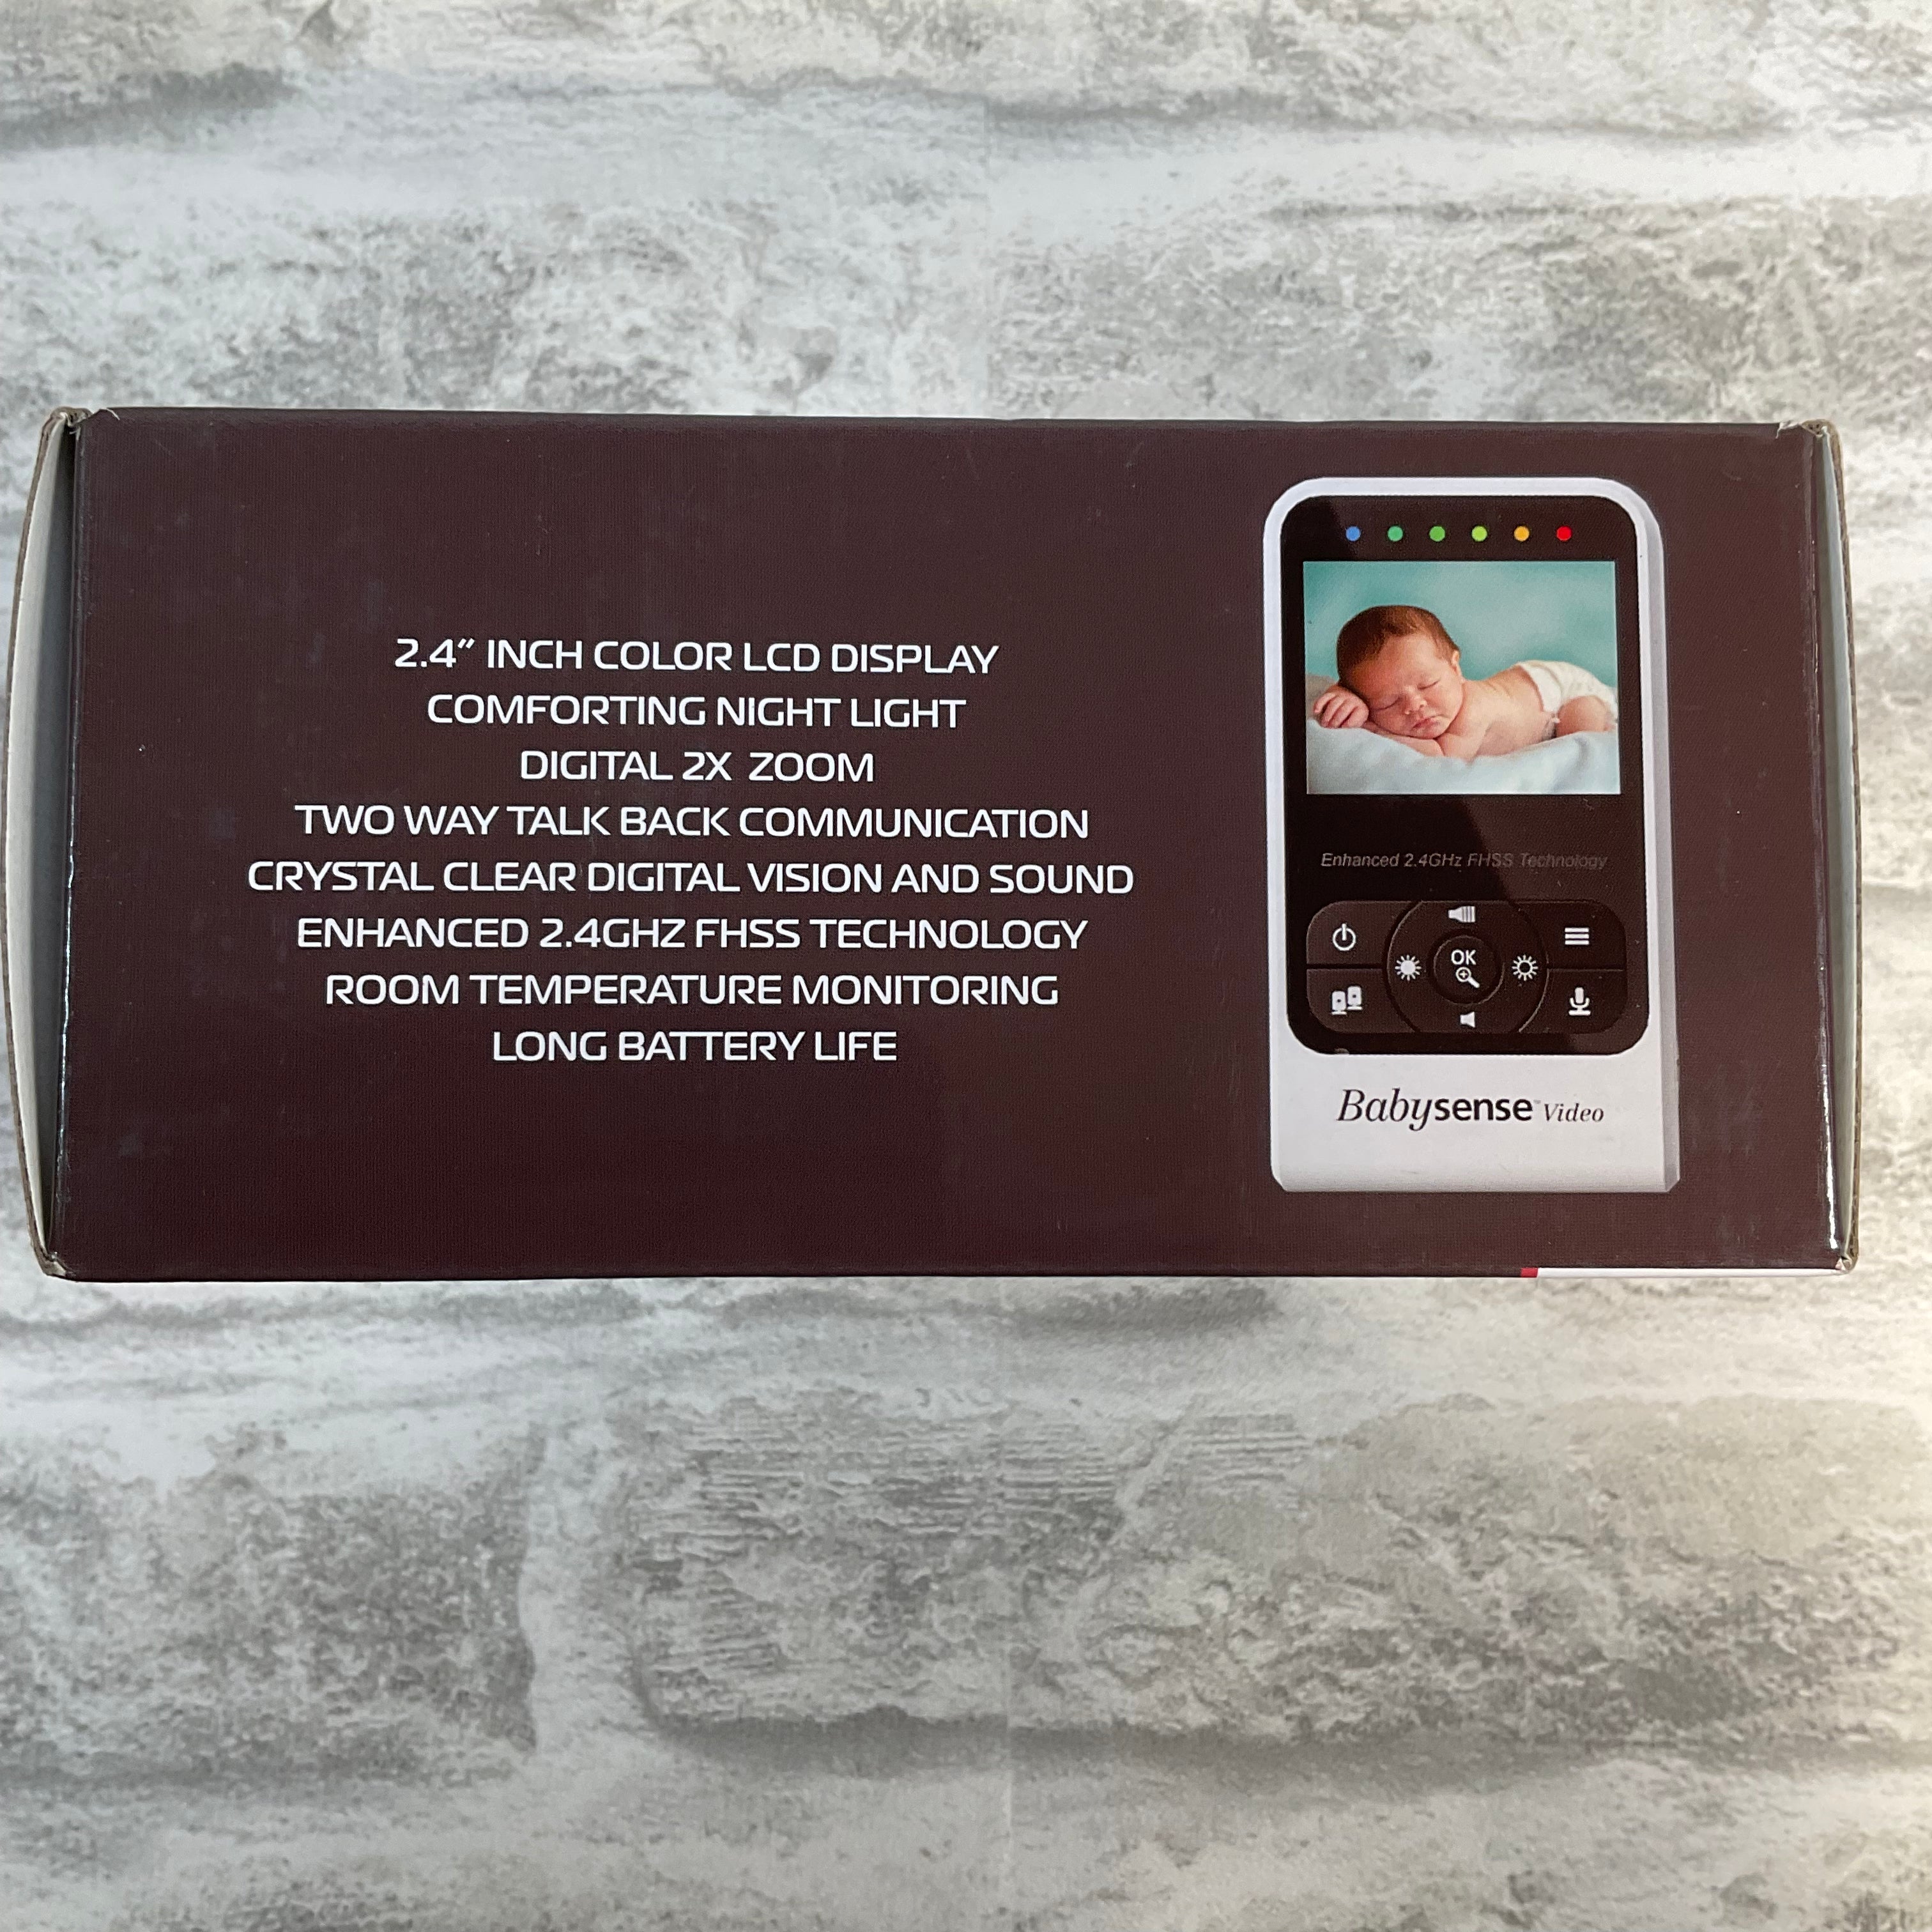 2.4" INCH COLOR LCD DISPLAY
COMFORTING NIGHT LIGHT
DIGITAL 2X ZOOM
TWO WAY TALK BACK COMMUNICATION
CRYSTAL CLEAR DIGITAL VISION AND SOUND
ENHANCED 2.4GHZ FHSS TECHNOLOGY
ROOM TEMPERATURE MONITORING
LONG BATTERY LIFE
Enhanced 2.4GHz FHSS Technology
OK
Babysense™ Video